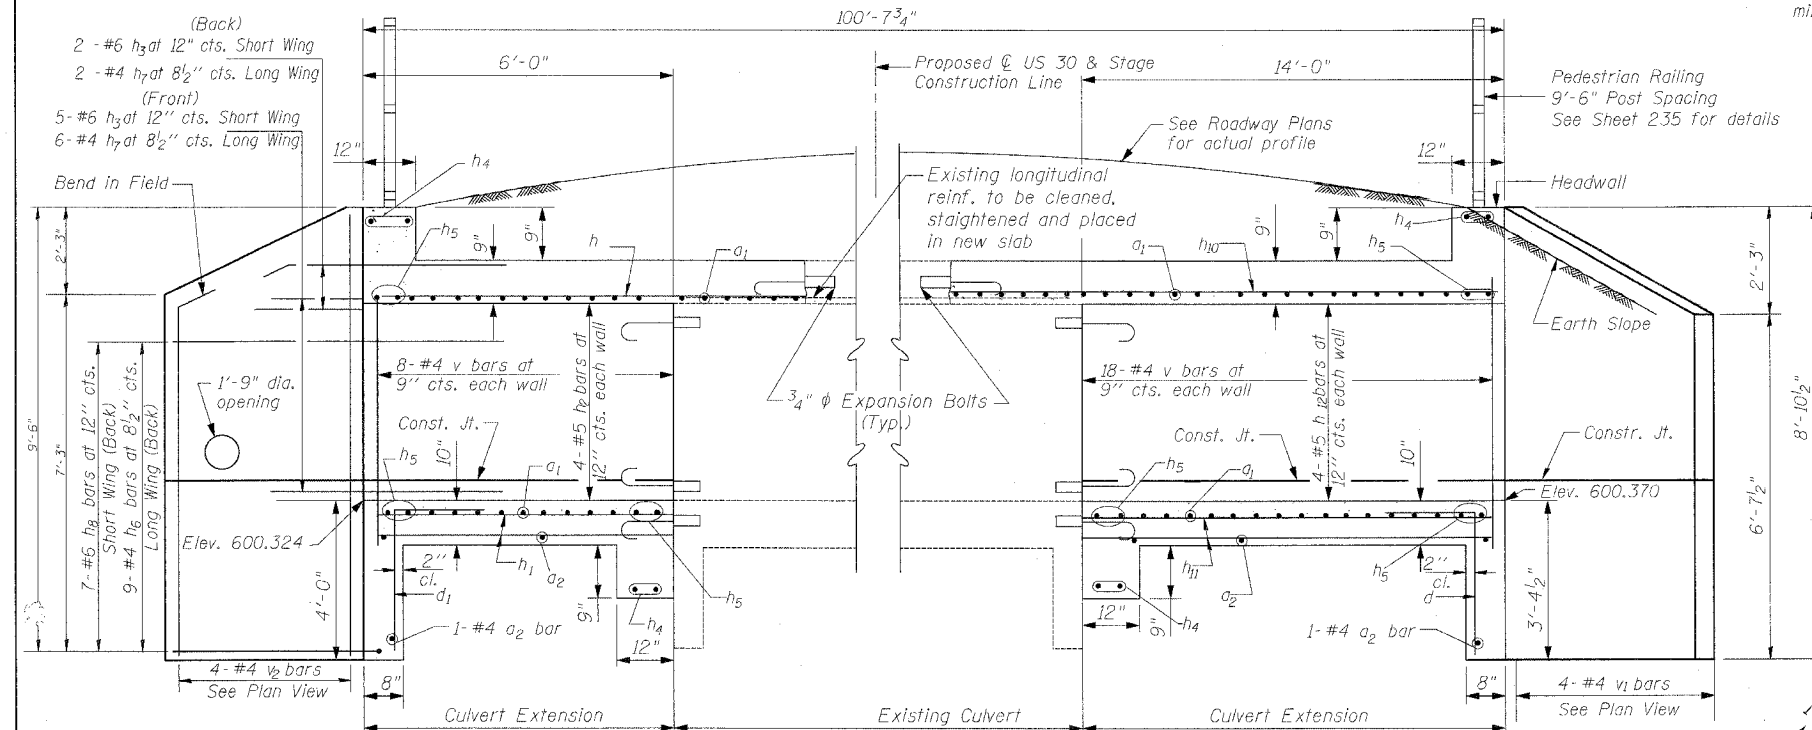 (Back)
2 - #6 h3 at 12" cts. Short Wing
2 - #4 h7 at 8½" cts. Long Wing
(Front)
5- #6 h3 at 12" cts. Short Wing
6- #4 h7 at 8½" cts. Long Wing
100'-7¾"
6'-0"
Proposed ℄ US 30 & Stage
Construction Line
14'-0"
Pedestrian Railing
9'-6" Post Spacing
See Sheet 235 for details
mi.
12"
h4
See Roadway Plans
for actual profile
12"
Bend in Field
Existing longitudinal
reinf. to be cleaned,
staightened and placed
in new slab
Headwall
2'-3"
h5
9"
9"
h
a1
a1
h10
9"
9"
h4
h5
2'-3"
Earth Slope
1'-9" dia.
opening
8- #4 v bars at
9" cts. each wall
4- #5 h2 bars at
12" cts. each wall
¾" φ Expansion Bolts
(Typ.)
18- #4 v bars at
9" cts. each wall
4- #5 h12 bars at
12" cts. each wall
8'-10½"
9'-6"
7'-3"
7- #6 h8 bars at 12" cts.
Short Wing (Back)
9- #4 h6 bars at 8½" cts.
Long Wing (Back)
Const. Jt.
h5
10"
a1
Const. Jt.
h5
a1
10"
Constr. Jt.
Elev. 600.370
6'-7½"
Elev. 600.324
4'-0"
2"
cl.
d1
h1
a2
9"
h4
h5
h11
a2
h5
2"
cl.
d
3'-4½"
1- #4 a2 bar
12"
12"
9"
h4
1- #4 a2 bar
4- #4 v2 bars
See Plan View
8"
8"
4- #4 v1 bars
See Plan View
Culvert Extension
Existing Culvert
Culvert Extension